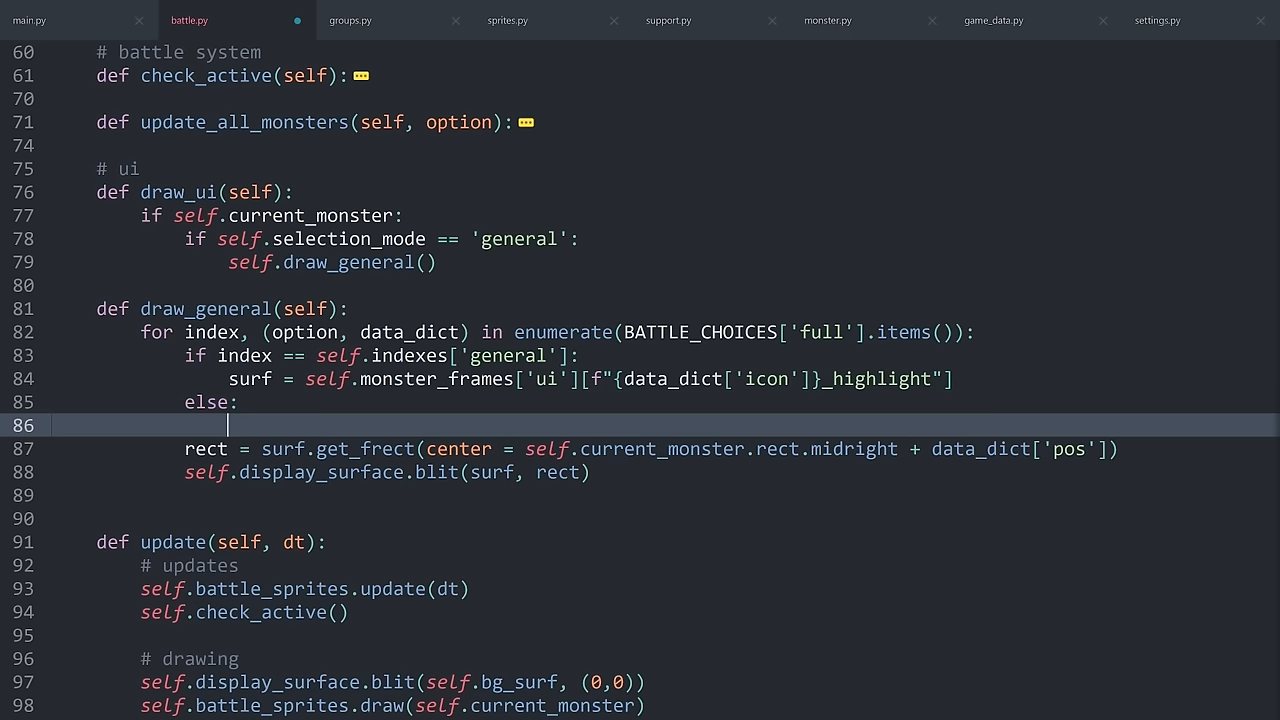 main.py battle.py groups.py sprites.py support.py monster.py game_data.py settings.py
60 # battle system
61 def check_active(self):
70
71 def update_all_monsters(self, option):
74
75 # ui
76 def draw_ui(self):
77 if self.current_monster:
78 if self.selection_mode == 'general':
79 self.draw_general()
80
81 def draw_general(self):
82 for index, (option, data_dict) in enumerate(BATTLE_CHOICES['full'].items()):
83 if index == self.indexes['general']:
84 surf = self.monster_frames['ui'][f"{data_dict['icon']}_highlight"]
85 else:
86
87 rect = surf.get_frect(center = self.current_monster.rect.midright + data_dict['pos'])
88 self.display_surface.blit(surf, rect)
89
90
91 def update(self, dt):
92 # updates
93 self.battle_sprites.update(dt)
94 self.check_active()
95
96 # drawing
97 self.display_surface.blit(self.bg_surf, (0,0))
98 self.battle_sprites.draw(self.current_monster)